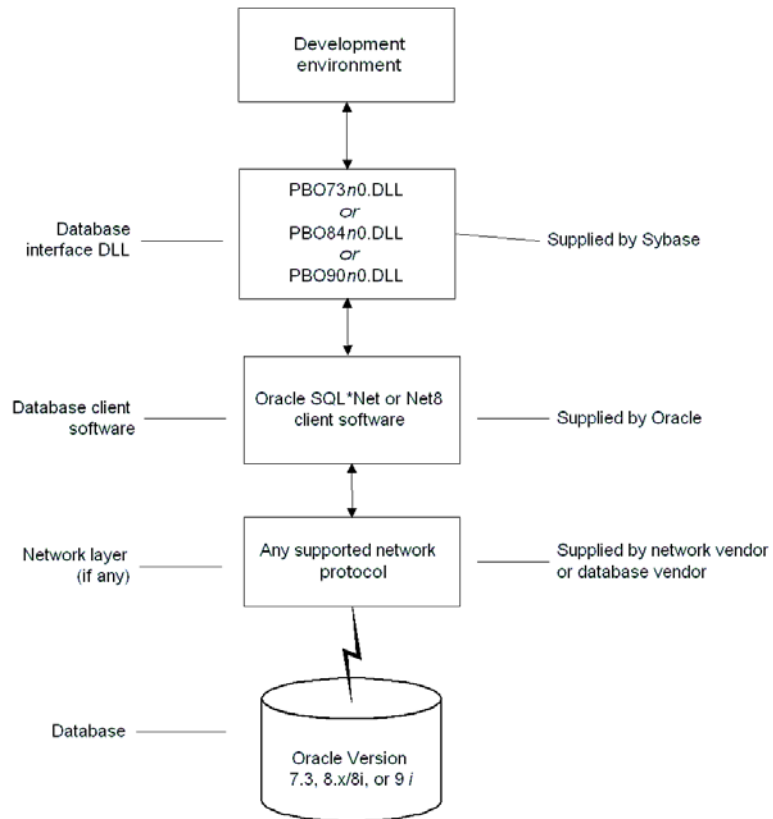 Development
environment
PBO73n0.DLL
or
PBO84n0.DLL
or
PBO90n0.DLL
Database
interface DLL
Supplied by Sybase
Oracle SQL*Net or Net8
client software
Database client
software
Supplied by Oracle
Any supported network
protocol
Network layer
(if any)
Supplied by network vendor
or database vendor
Database
Oracle Version
7.3, 8.x/8i, or 9 i